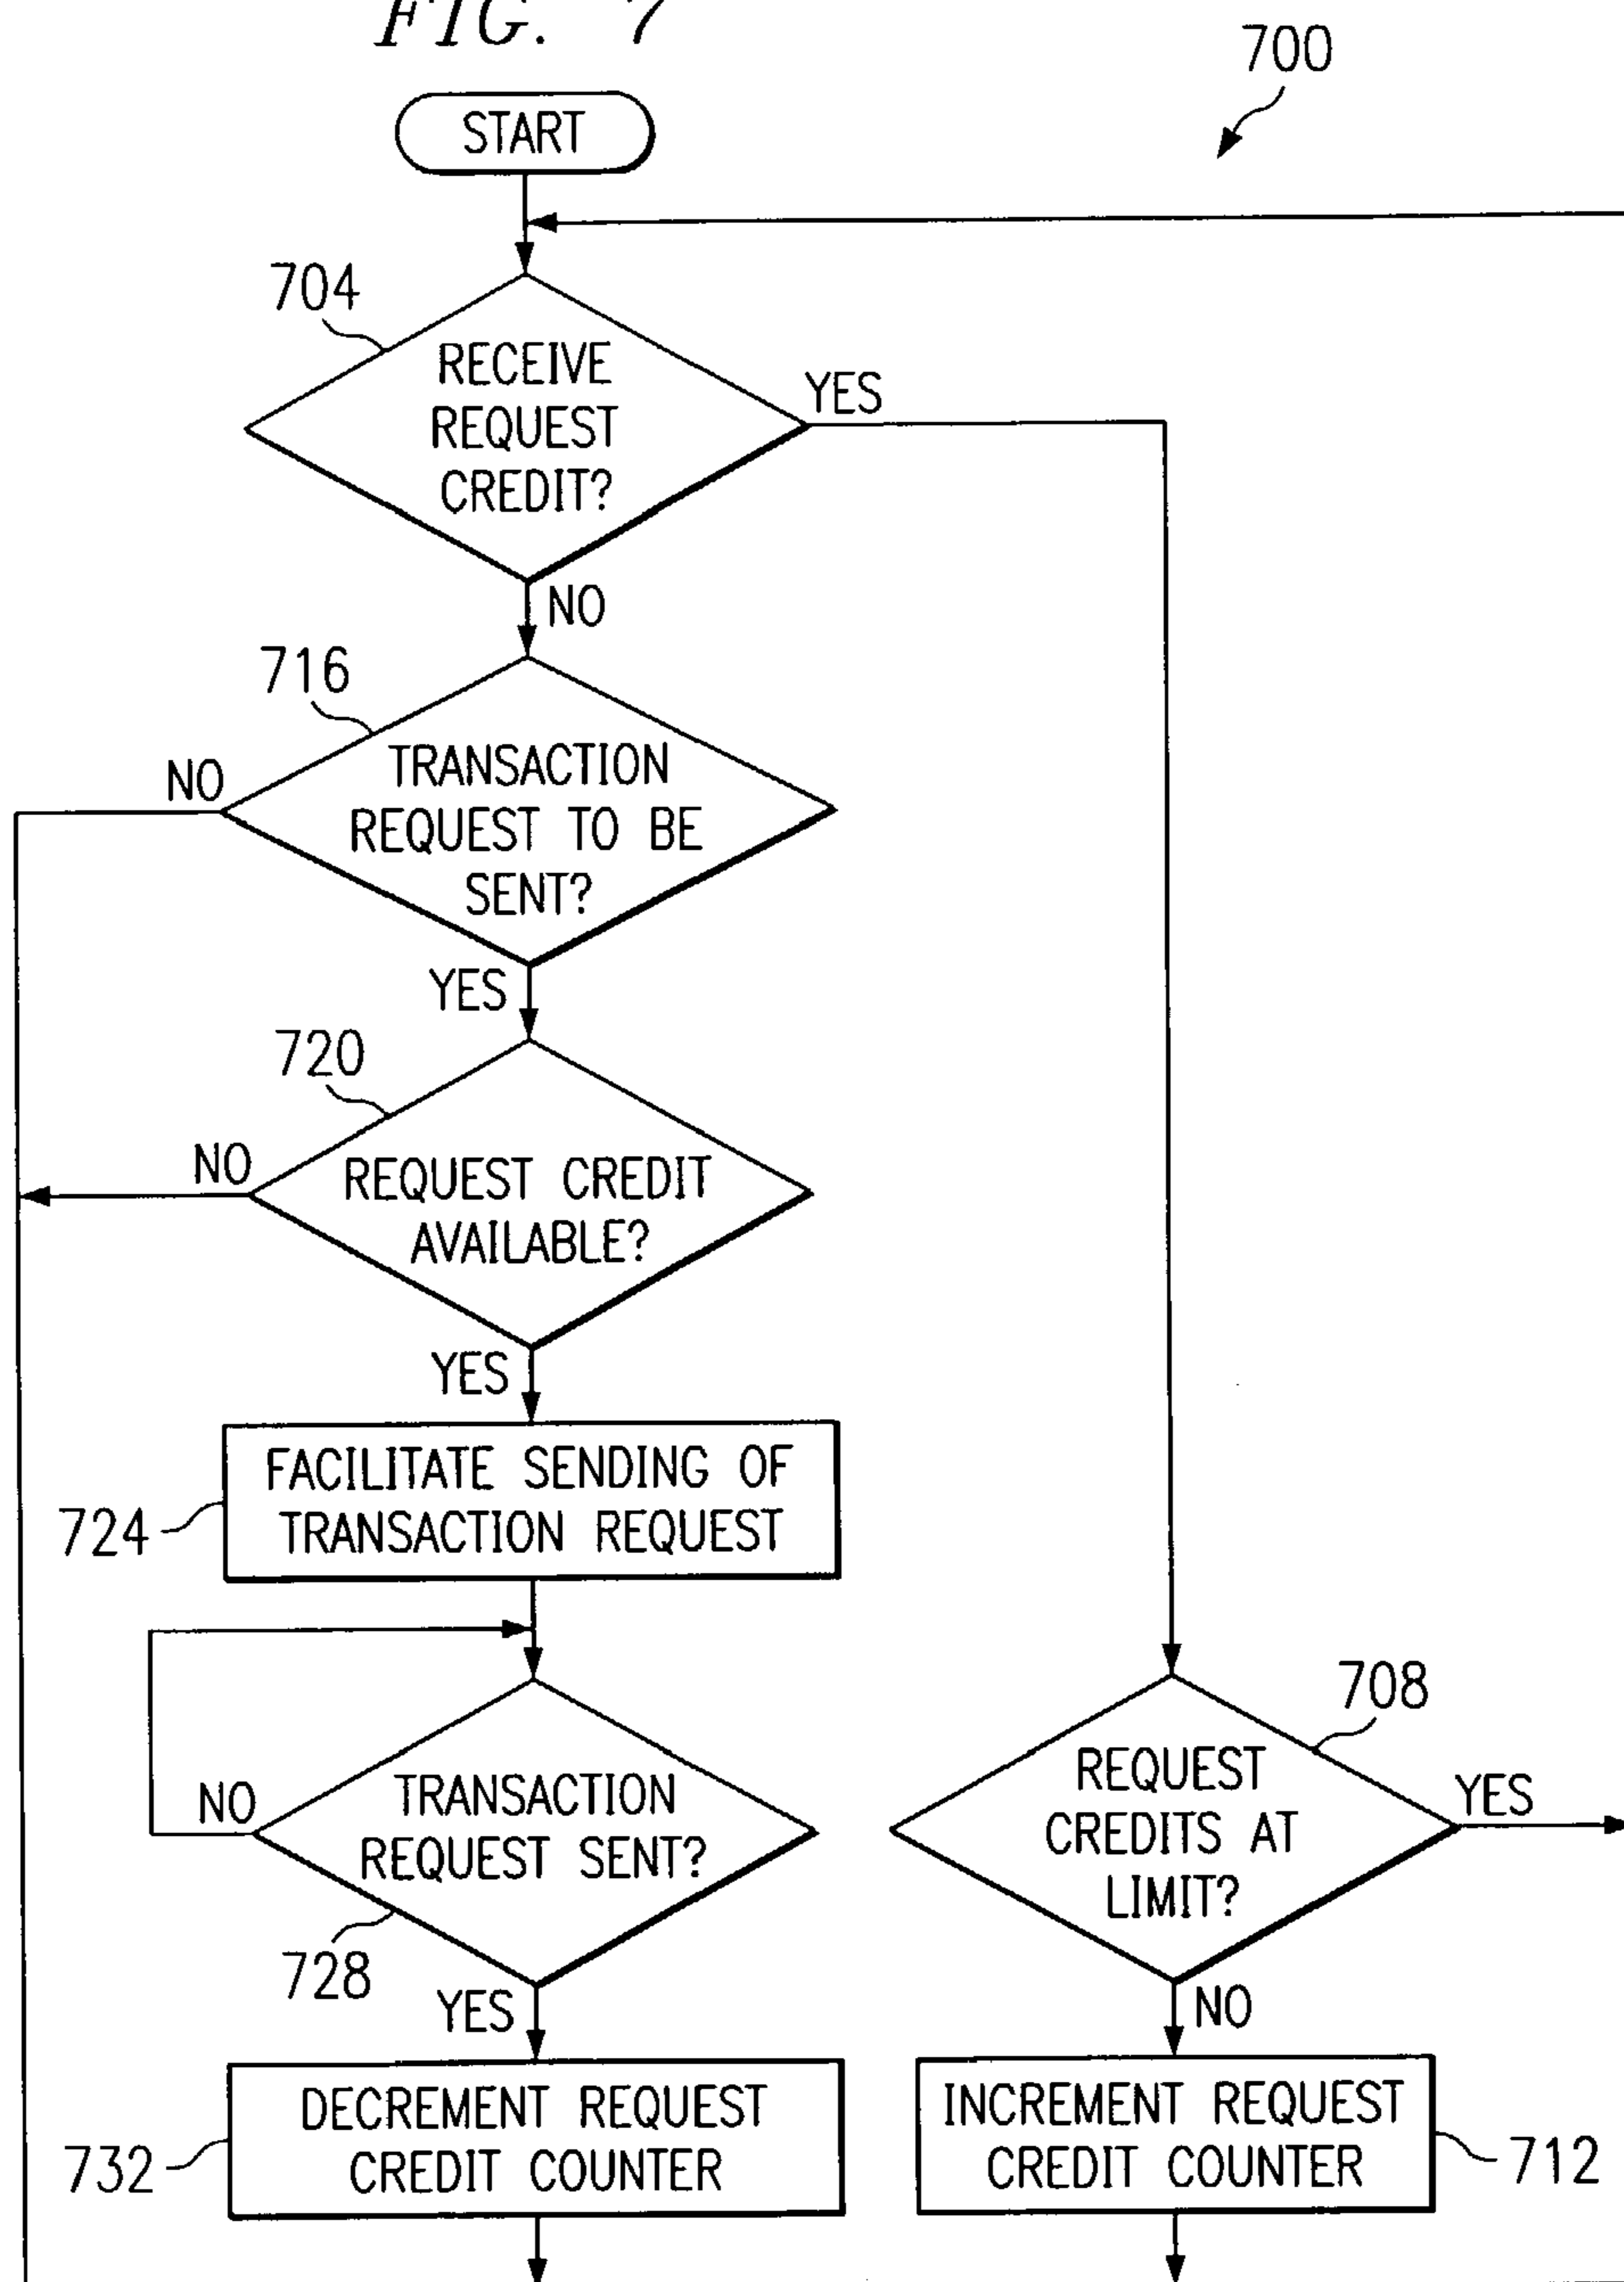 FIG. 7
700
START
704
RECEIVE
REQUEST
CREDIT?
YES
NO
716
NO
TRANSACTION
REQUEST TO BE
SENT?
YES
720
NO
REQUEST CREDIT
AVAILABLE?
YES
FACILITATE SENDING OF
TRANSACTION REQUEST
724
708
NO
TRANSACTION
REQUEST SENT?
728
YES
REQUEST
CREDITS AT
LIMIT?
YES
NO
DECREMENT REQUEST
CREDIT COUNTER
732
INCREMENT REQUEST
CREDIT COUNTER
712